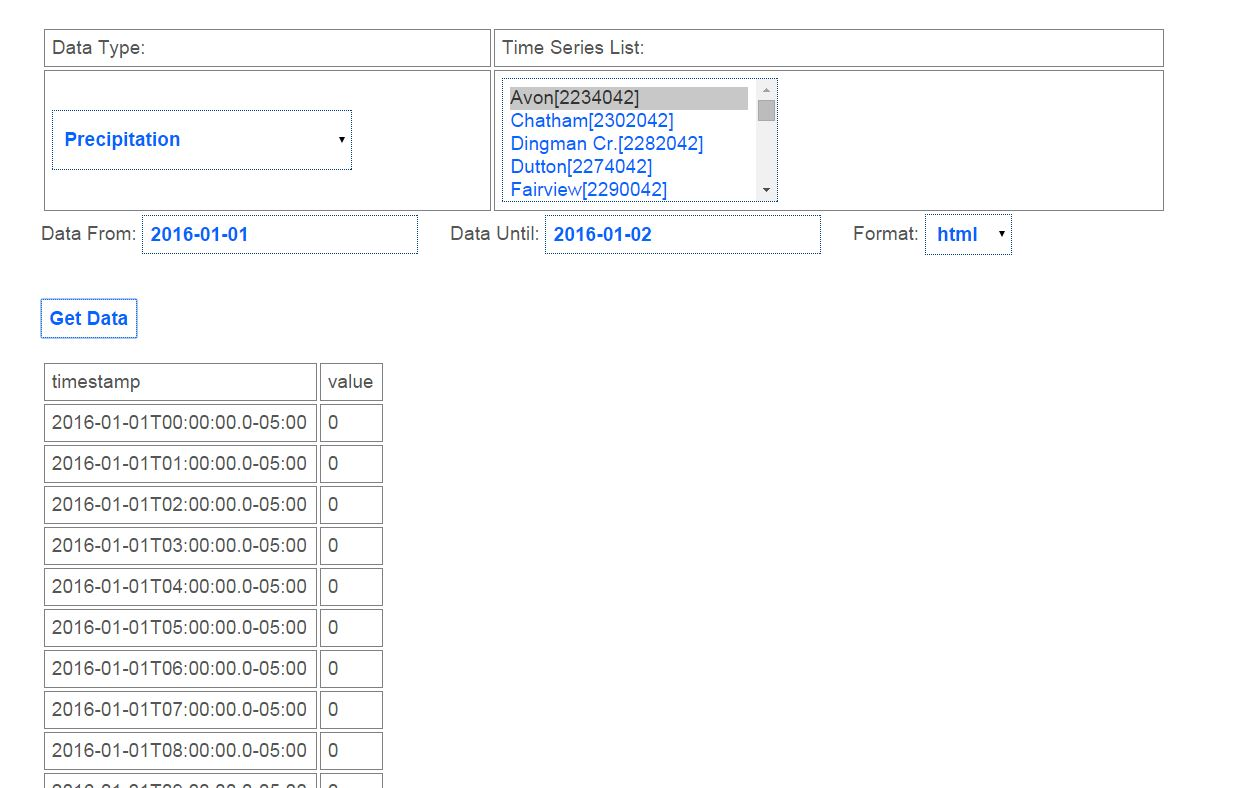 Data Type: Time Series List:
Precipitation
Avon[2234042]
Chatham[2302042]
Dingman Cr.[2282042]
Dutton[2274042]
Fairview[2290042]
Data From: 2016-01-01 Data Until: 2016-01-02 Format: html
Get Data
timestamp value
2016-01-01T00:00:00.0-05:00 0
2016-01-01T01:00:00.0-05:00 0
2016-01-01T02:00:00.0-05:00 0
2016-01-01T03:00:00.0-05:00 0
2016-01-01T04:00:00.0-05:00 0
2016-01-01T05:00:00.0-05:00 0
2016-01-01T06:00:00.0-05:00 0
2016-01-01T07:00:00.0-05:00 0
2016-01-01T08:00:00.0-05:00 0